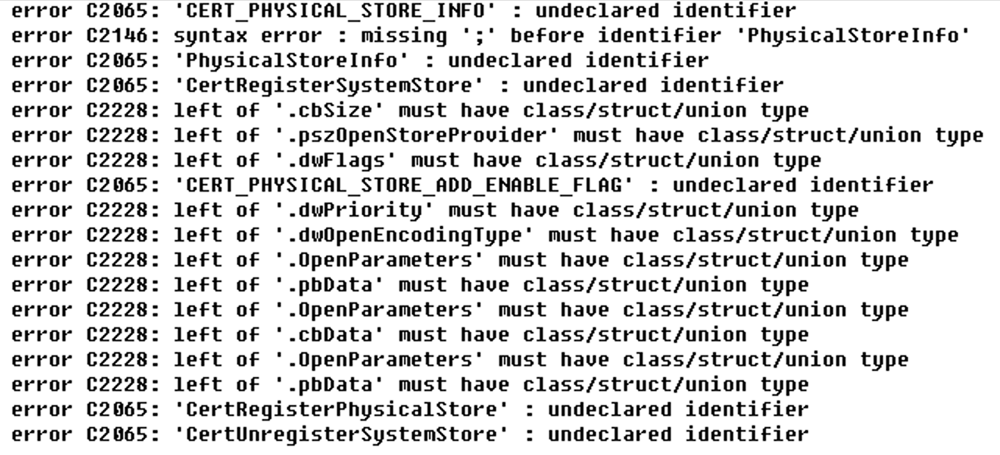 error C2065: 'CERT_PHYSICAL_STORE_INFO' : undeclared identifier
error C2146: syntax error : missing ';' before identifier 'PhysicalStoreInfo'
error C2065: 'PhysicalStoreInfo' : undeclared identifier
error C2065: 'CertRegisterSystemStore' : undeclared identifier
error C2228: left of '.cbSize' must have class/struct/union type
error C2228: left of '.pszOpenStoreProvider' must have class/struct/union type
error C2228: left of '.dwFlags' must have class/struct/union type
error C2065: 'CERT_PHYSICAL_STORE_ADD_ENABLE_FLAG' : undeclared identifier
error C2228: left of '.dwPriority' must have class/struct/union type
error C2228: left of '.dwOpenEncodingType' must have class/struct/union type
error C2228: left of '.OpenParameters' must have class/struct/union type
error C2228: left of '.pbData' must have class/struct/union type
error C2228: left of '.OpenParameters' must have class/struct/union type
error C2228: left of '.cbData' must have class/struct/union type
error C2228: left of '.OpenParameters' must have class/struct/union type
error C2228: left of '.pbData' must have class/struct/union type
error C2065: 'CertRegisterPhysicalStore' : undeclared identifier
error C2065: 'CertUnregisterSystemStore' : undeclared identifier